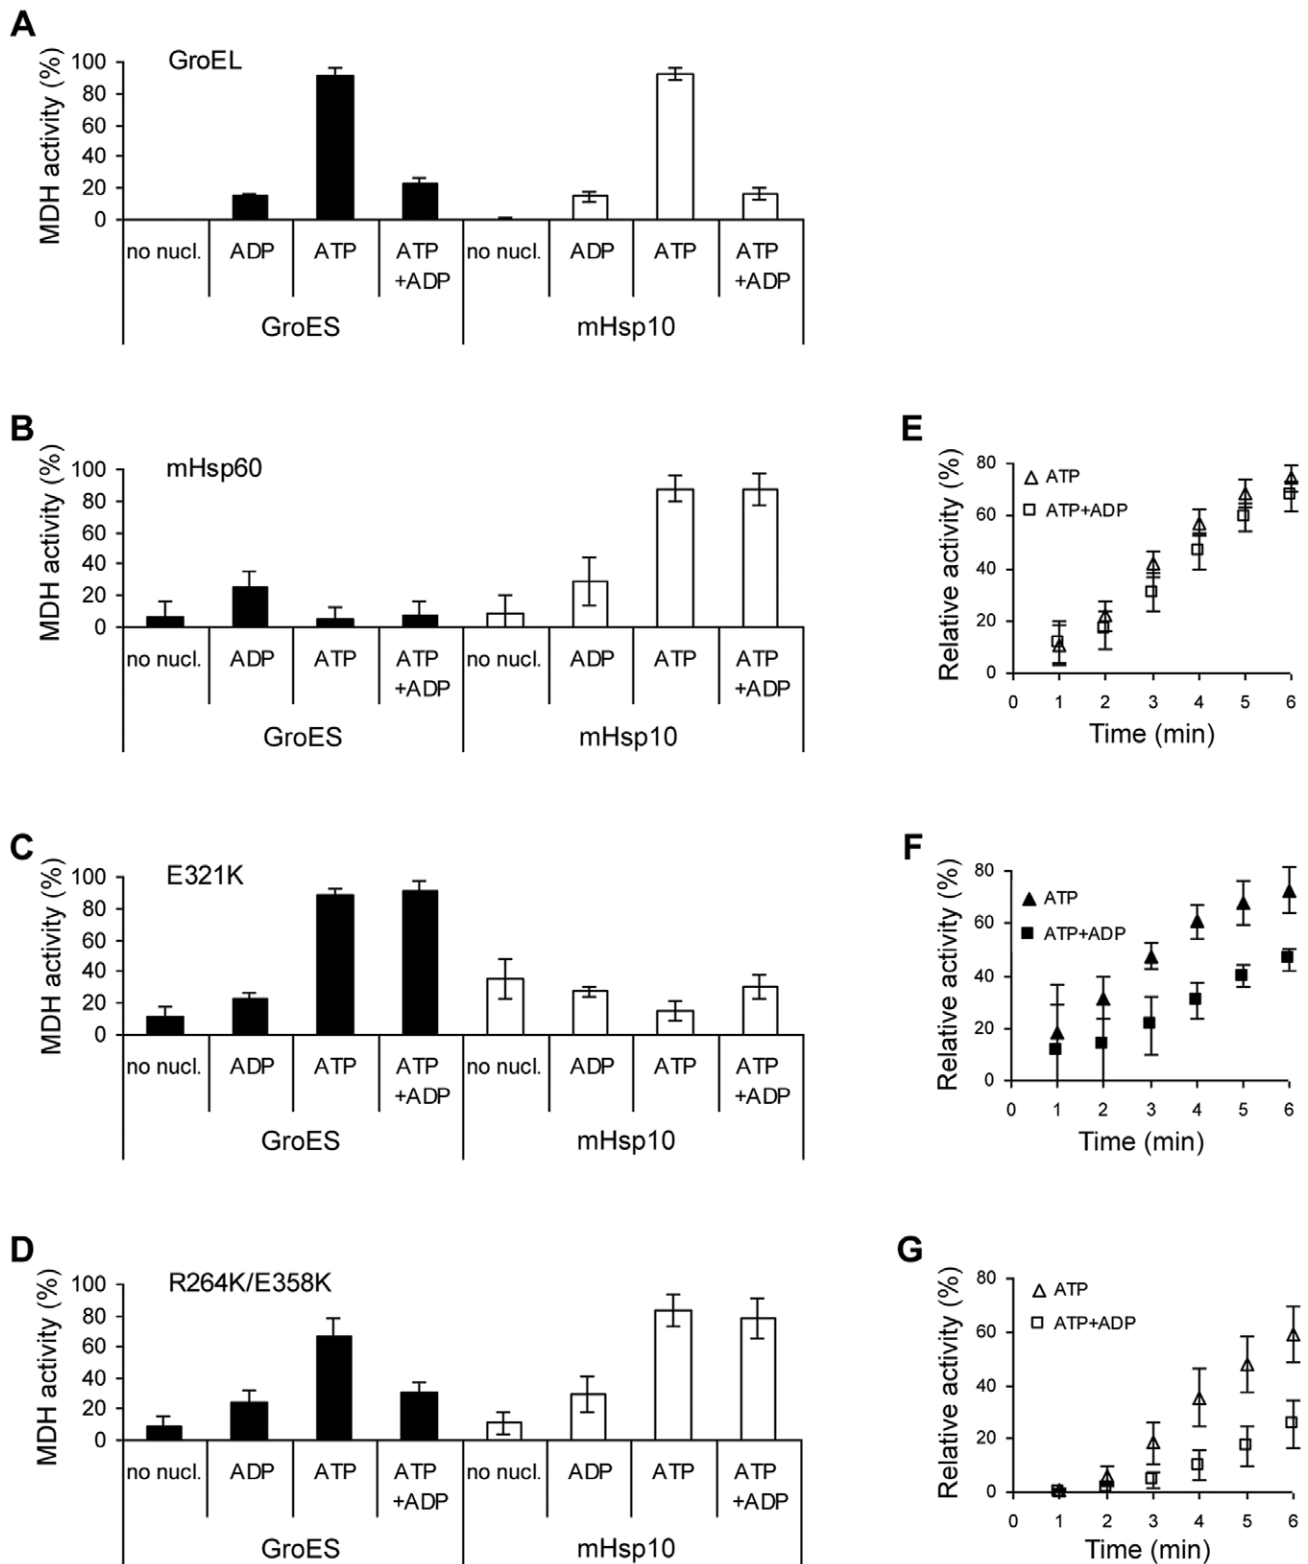 A
GroEL
MDH activity (%)
100
80
60
40
20
0
no nucl. ADP ATP ATP +ADP no nucl. ADP ATP ATP +ADP
GroES mHsp10
B
mHsp60
MDH activity (%)
100
80
60
40
20
0
no nucl. ADP ATP ATP +ADP no nucl. ADP ATP ATP +ADP
GroES mHsp10
E
Relative activity (%)
80
60
40
20
0
ATP
ATP+ADP
0 1 2 3 4 5 6
Time (min)
C
E321K
MDH activity (%)
100
80
60
40
20
0
no nucl. ADP ATP ATP +ADP no nucl. ADP ATP ATP +ADP
GroES mHsp10
F
Relative activity (%)
80
60
40
20
0
ATP
ATP+ADP
0 1 2 3 4 5 6
Time (min)
D
R264K/E358K
MDH activity (%)
100
80
60
40
20
0
no nucl. ADP ATP ATP +ADP no nucl. ADP ATP ATP +ADP
GroES mHsp10
G
Relative activity (%)
80
60
40
20
0
ATP
ATP+ADP
0 1 2 3 4 5 6
Time (min)